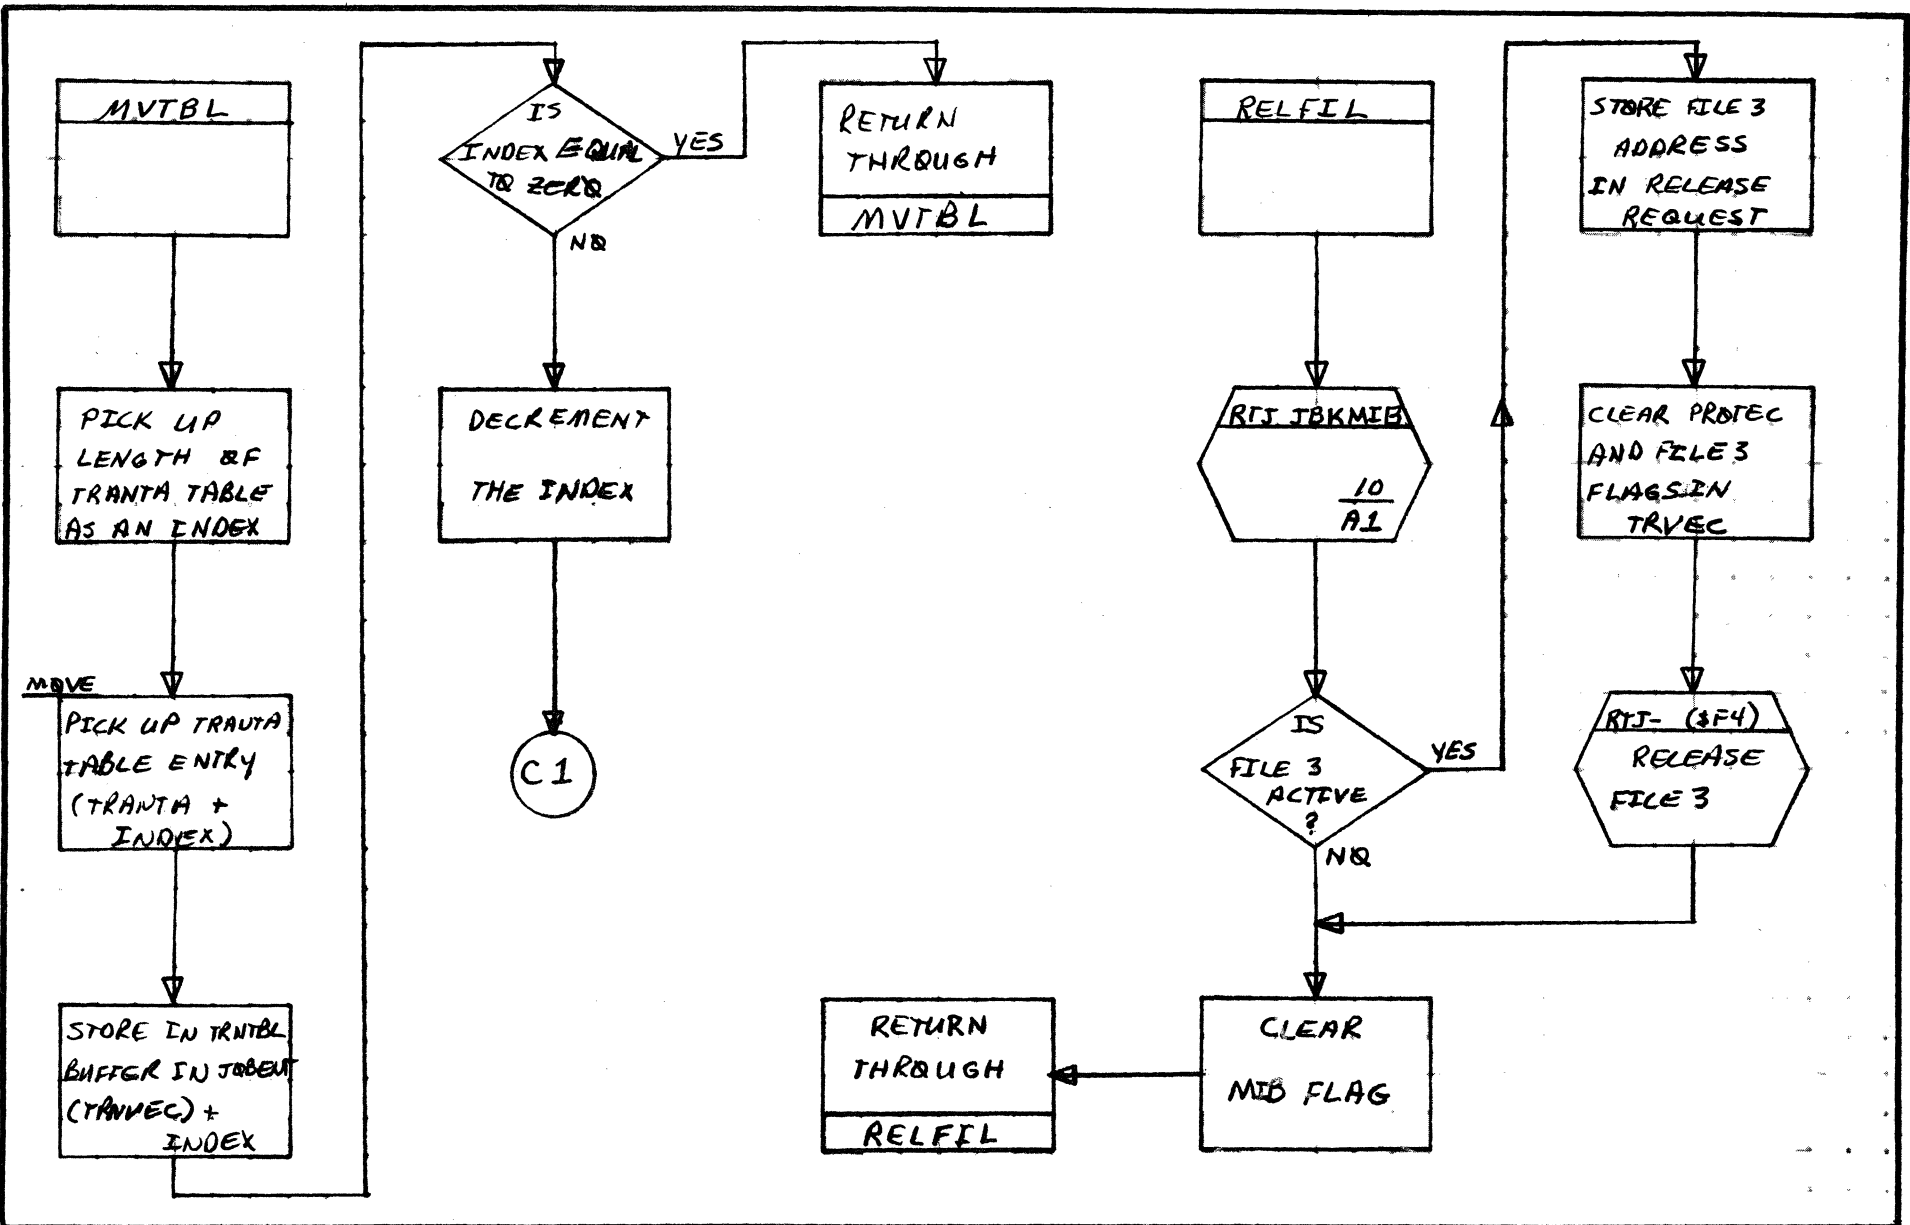 MVTBL
PICK UP
LENGTH OF
TRANTA TABLE
AS AN INDEX
MOVE
PICK UP TRANTA
TABLE ENTRY
(TRANTA +
INDEX)
STORE IN TRNTBL
BUFFER IN JOBENT
(TRNVEC) +
INDEX
IS
INDEX EQUAL
TO ZERO
YES
NO
DECREMENT
THE INDEX
C1
RETURN
THROUGH
MVTBL
RELFIL
RTJ JBKMIB
10
A1
IS
FILE 3
ACTIVE
?
YES
NO
STORE FILE 3
ADDRESS
IN RELEASE
REQUEST
CLEAR PROTEC
AND FILE 3
FLAGS IN
TRVEC
RTJ- ($F4)
RELEASE
FILE 3
CLEAR
MIB FLAG
RETURN
THROUGH
RELFIL